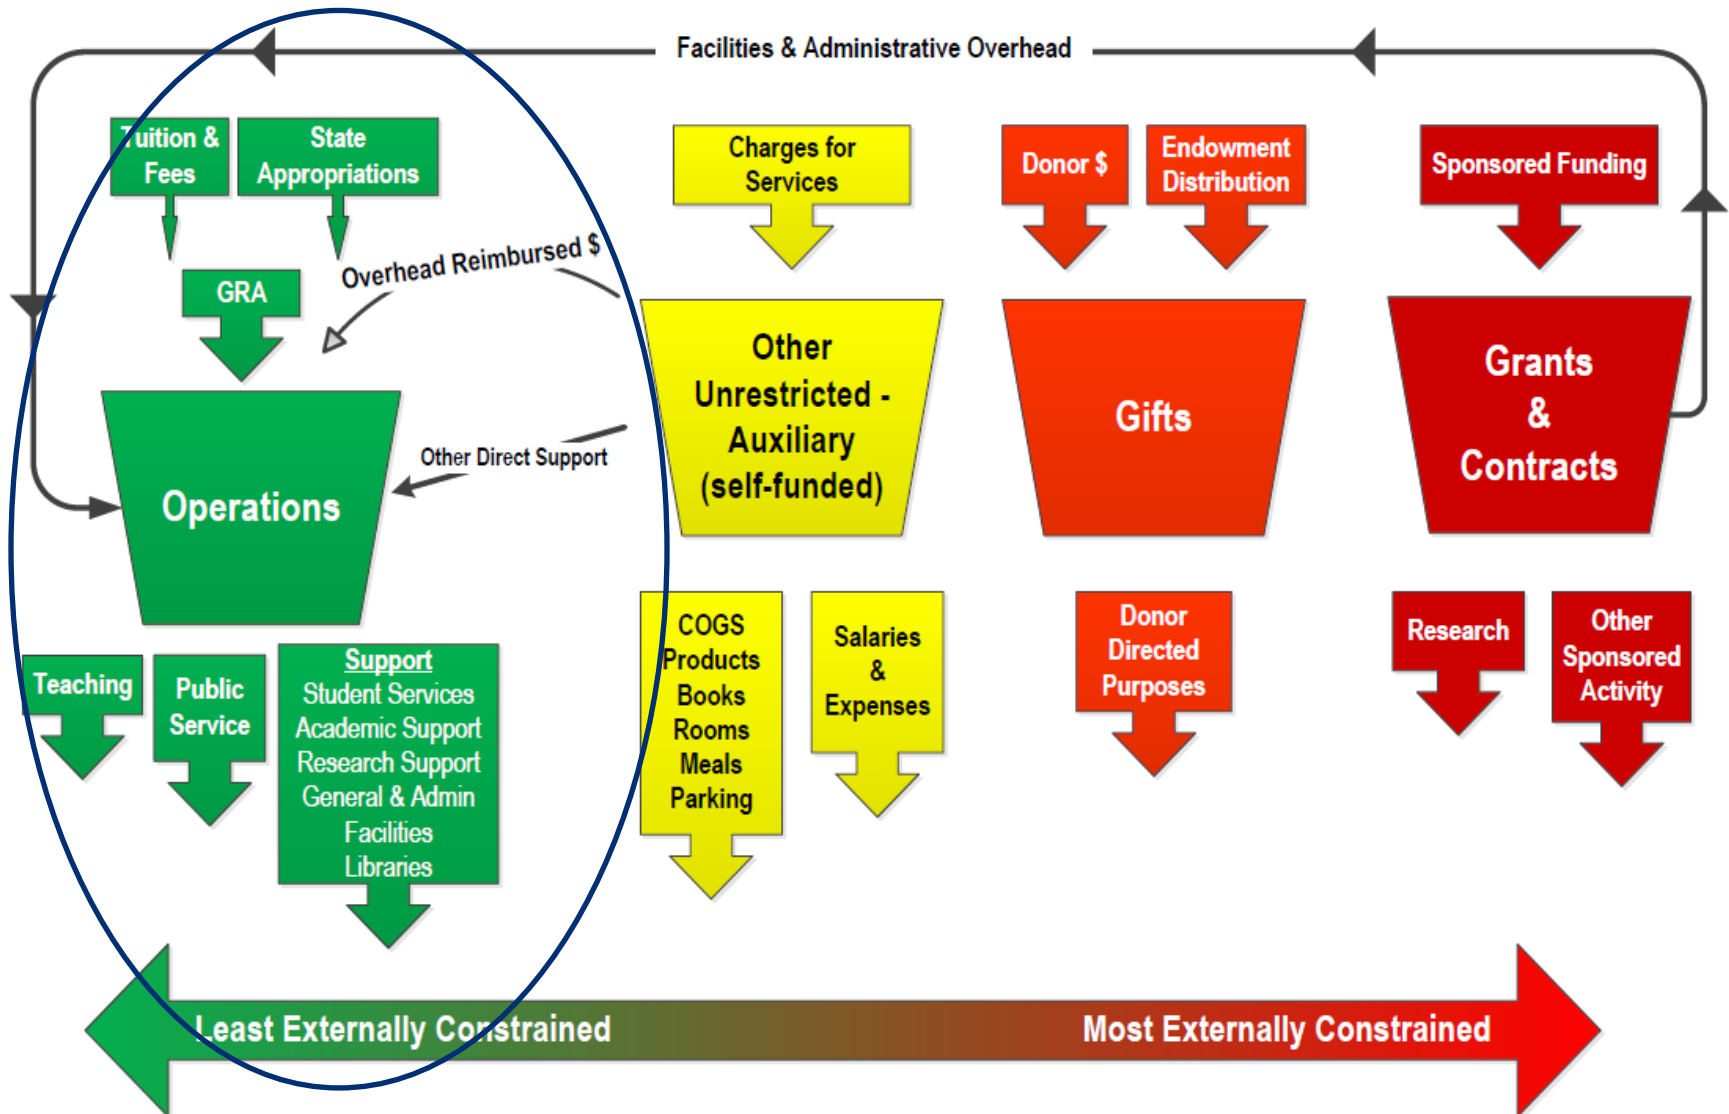 Facilities & Administrative Overhead
Tuition &
Fees
State
Appropriations
Charges for
Services
Donor $
Endowment
Distribution
Sponsored Funding
Overhead Reimbursed $
GRA
Other
Unrestricted -
Auxiliary
(self-funded)
Gifts
Grants
&
Contracts
Other Direct Support
Operations
Teaching
Public
Service
Support
Student Services
Academic Support
Research Support
General & Admin
Facilities
Libraries
COGS
Products
Books
Rooms
Meals
Parking
Salaries
&
Expenses
Donor
Directed
Purposes
Research
Other
Sponsored
Activity
Least Externally Constrained
Most Externally Constrained